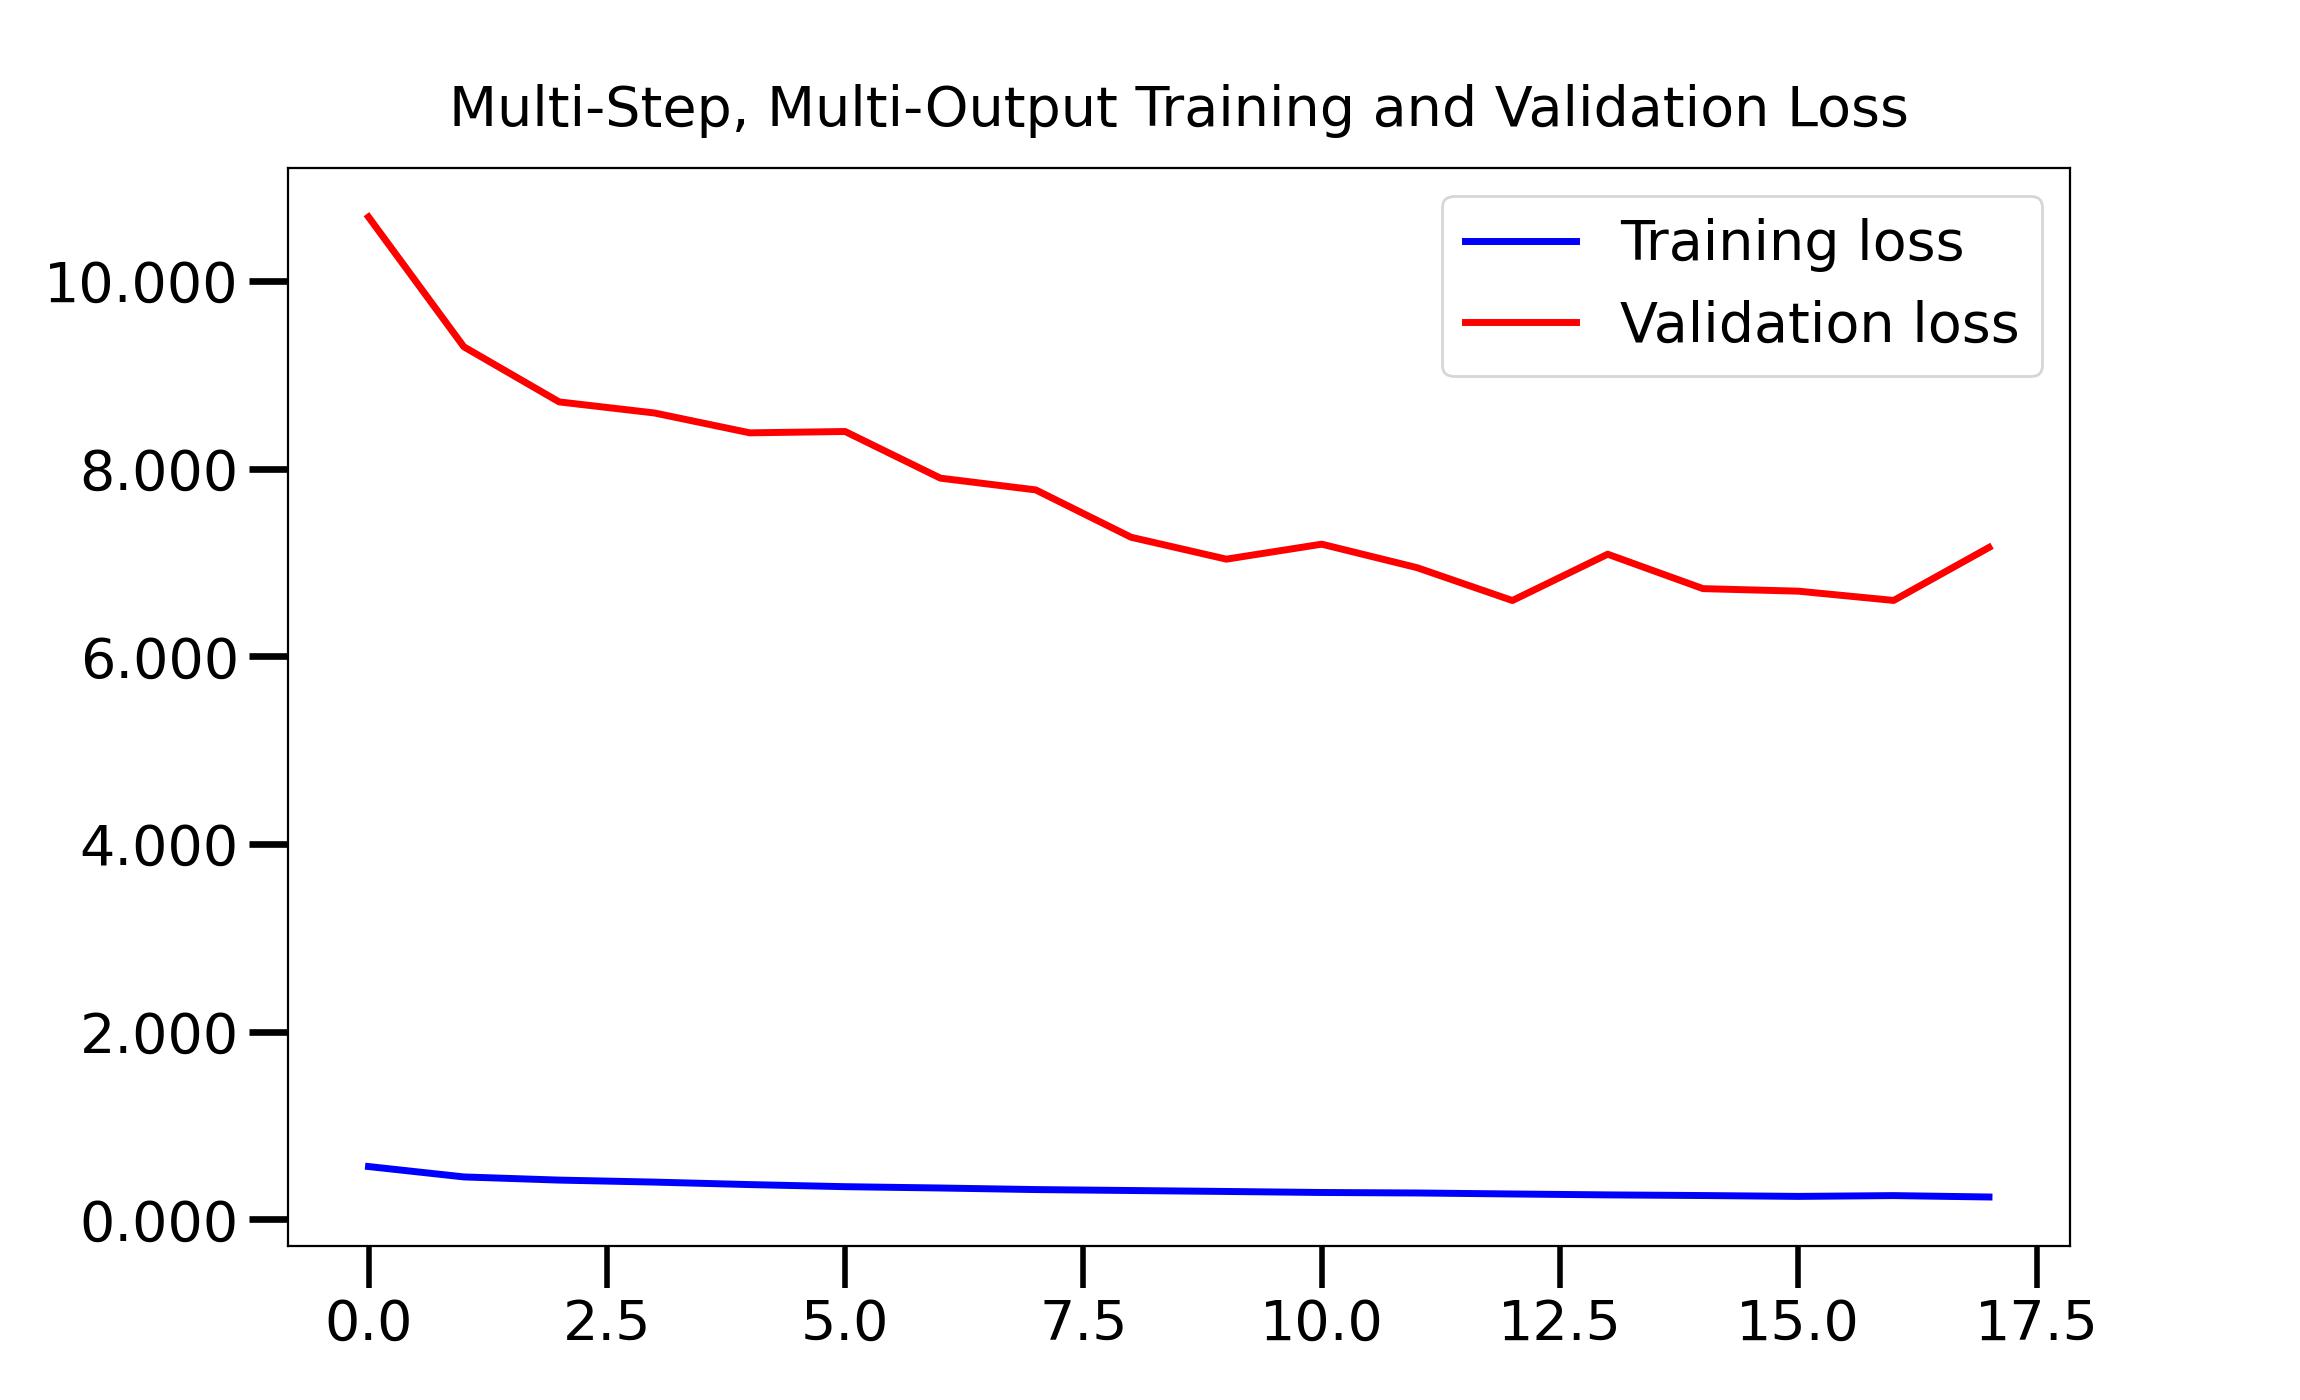 Multi-Step, Multi-Output Training and Validation Loss
Training loss
Validation loss
10.000
8.000
6.000
4.000
2.000
0.000
0.0 2.5 5.0 7.5 10.0 12.5 15.0 17.5